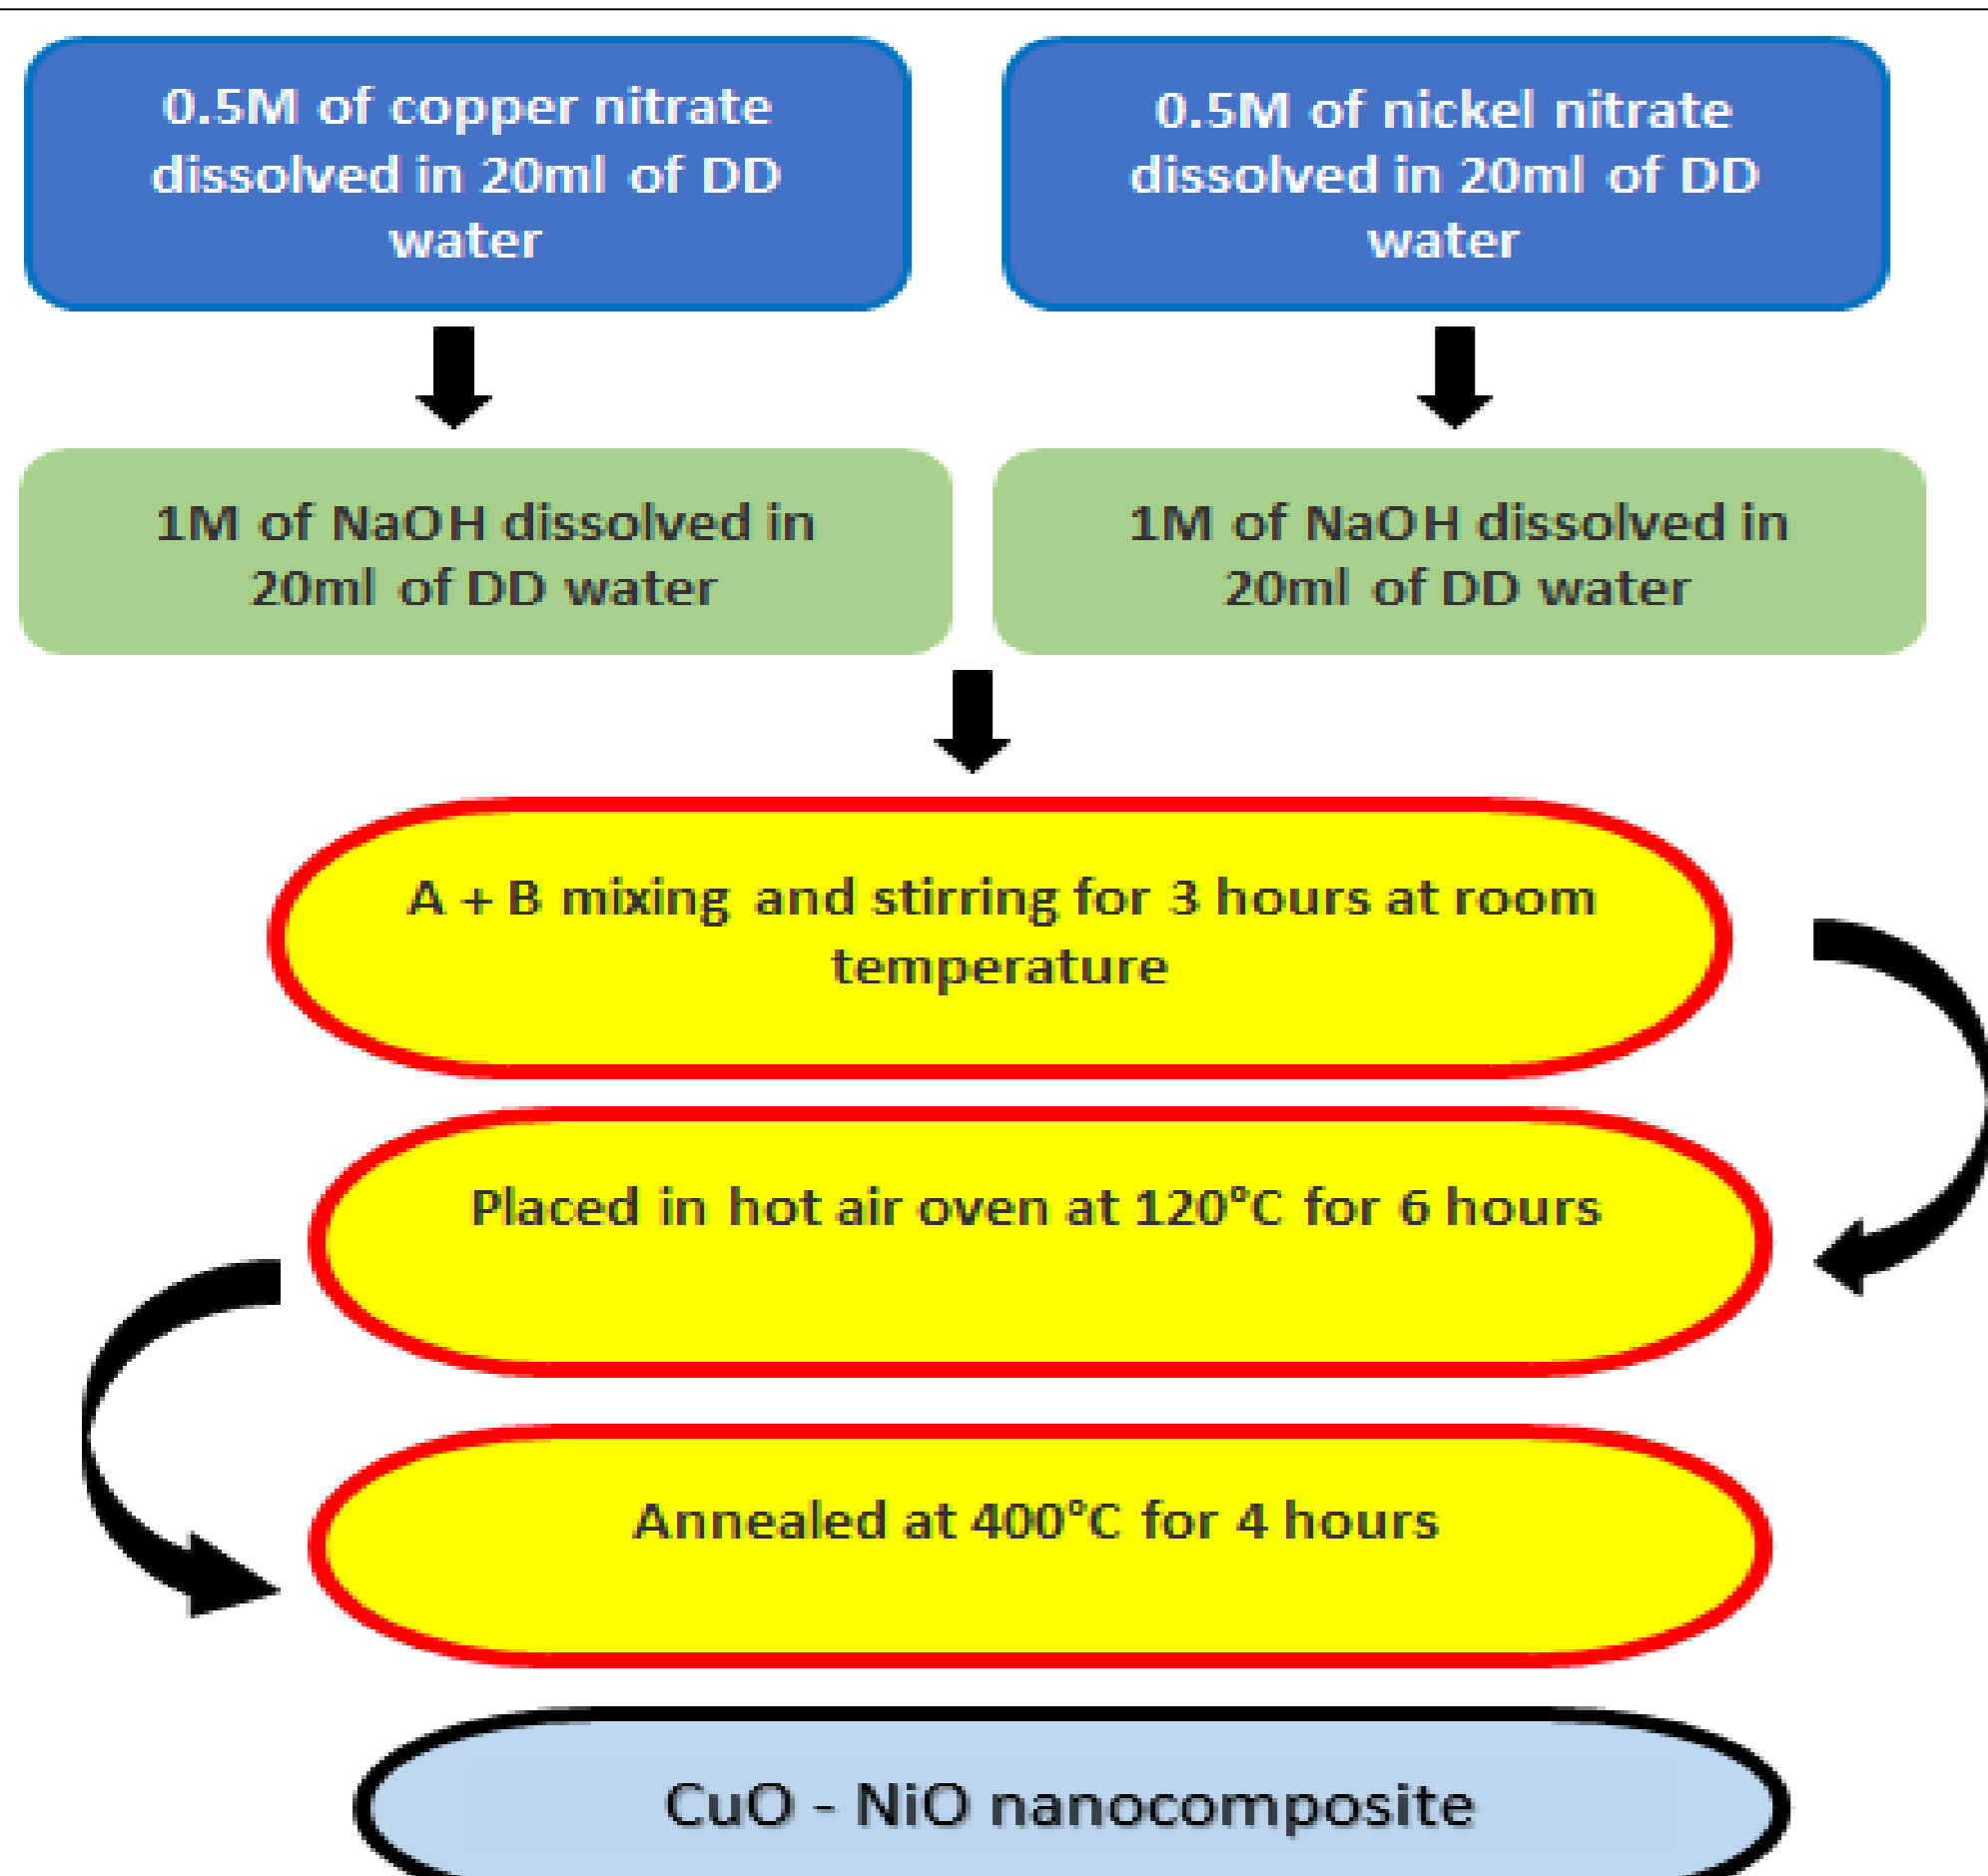 0.5M of copper nitrate
dissolved in 20ml of DD
water
0.5M of nickel nitrate
dissolved in 20ml of DD
water
1M of NaOH dissolved in
20ml of DD water
1M of NaOH dissolved in
20ml of DD water
A + B mixing and stirring for 3 hours at room
temperature
Placed in hot air oven at 120°C for 6 hours
Annealed at 400°C for 4 hours
CuO - NiO nanocomposite